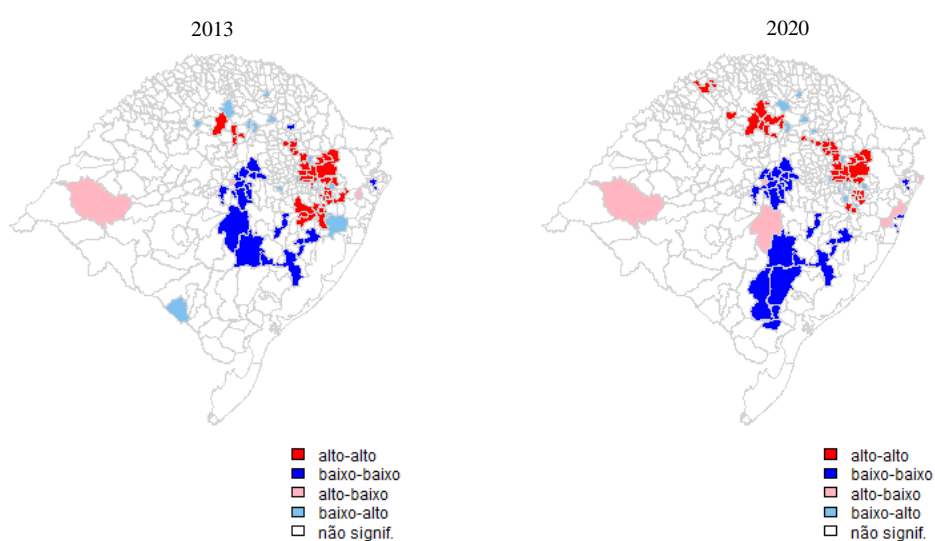 2013
2020
alto-alto
baixo-baixo
alto-baixo
baixo-alto
não signif.
alto-alto
baixo-baixo
alto-baixo
baixo-alto
não signif.